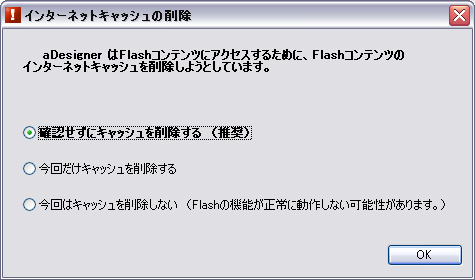 インターネットキャッシュの削除
aDesigner はFlashコンテンツにアクセスするために、Flashコンテンツの
インターネットキャッシュを削除しようとしています。
確認せずにキャッシュを削除する （推奨）
今回だけキャッシュを削除する
今回はキャッシュを削除しない （Flashの機能が正常に動作しない可能性があります。）
OK